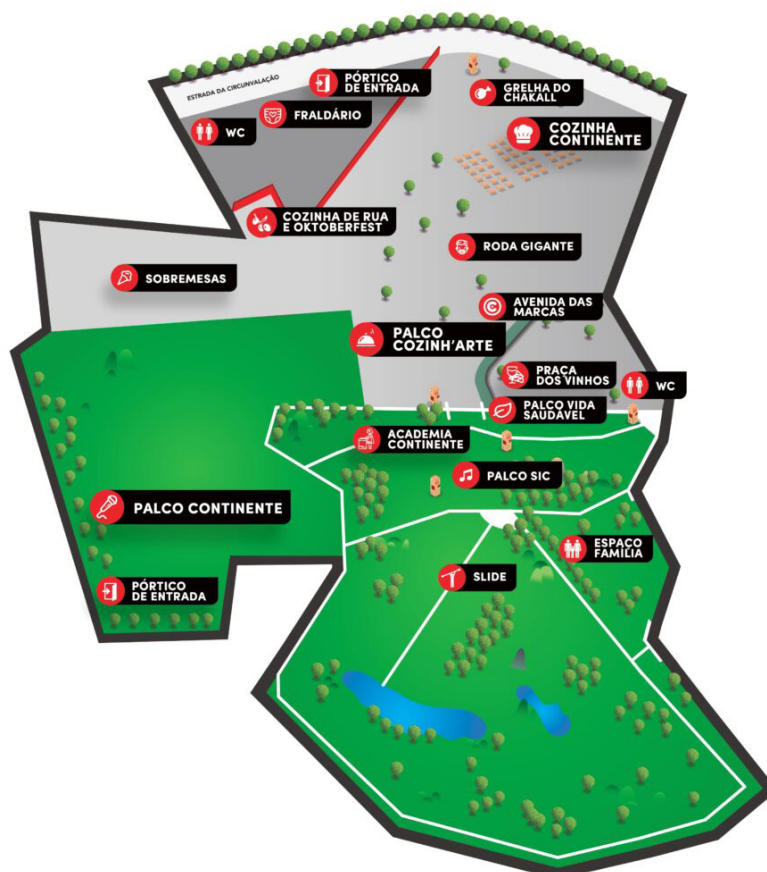 ESTRADA DA CIRCUNVALAÇÃO
PÓRTICO
DE ENTRADA
GRELHA DO
CHAKALL
FRALDÁRIO
WC
COZINHA
CONTINENTE
COZINHA DE RUA
E OKTOBERFEST
RODA GIGANTE
SOBREMESAS
AVENIDA DAS
MARCAS
PALCO
COZINH'ARTE
PRAÇA
DOS VINHOS
WC
PALCO VIDA
SAUDÁVEL
ACADEMIA
CONTINENTE
PALCO SIC
PALCO CONTINENTE
ESPAÇO
FAMÍLIA
SLIDE
PÓRTICO
DE ENTRADA